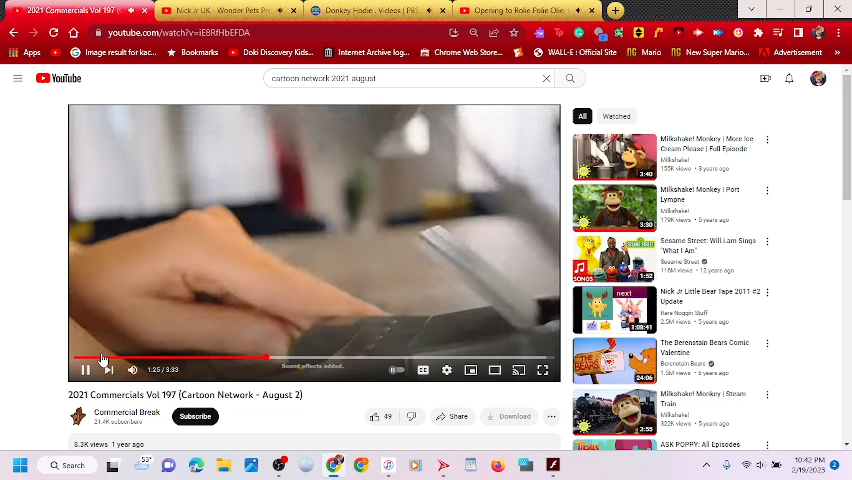 2021 Commercials Vol 197 (
Nick Jr UK - Wonder Pets Pro
Donkey Hodie . Videos | PBS
Opening to Rolie Polie Olie:
youtube.com/watch?v=iE8RfHbEFDA
Apps
Image result for kac...
Bookmarks
Doki Discovery Kids...
Internet Archive log...
Chrome Web Store...
WALL·E | Official Site
Mario
New Super Mario...
Advertisement
YouTube
cartoon network 2021 august
All
Watched
Milkshake! Monkey | More Ice
Cream Please | Full Episode
Milkshake!
155K views • 3 years ago
3:40
Milkshake! Monkey | Port
Lympne
Milkshake!
179K views • 5 years ago
3:30
Sesame Street: Will.i.am Sings
"What I Am"
Sesame Street
116M views • 12 years ago
SONGS
1:52
next
Nick Jr Little Bear Tape 2011 #2
Update
Rare Noggin Stuff
2.5M views • 5 years ago
1:08:41
The Berenstain Bears Comic
Valentine
Berenstain Bears
1.5M views • 6 years ago
24:06
Milkshake! Monkey | Steam
Train
Milkshake!
322K views • 5 years ago
3:55
ASK POPPY: All Episodes
Sound effects added.
1:25 / 3:33
2021 Commercials Vol 197 (Cartoon Network - August 2)
Commercial Break
21.4K subscribers
Subscribe
49
Share
Download
8.3K views 1 year ago
53°
Search
10:42 PM
2/19/2023
2